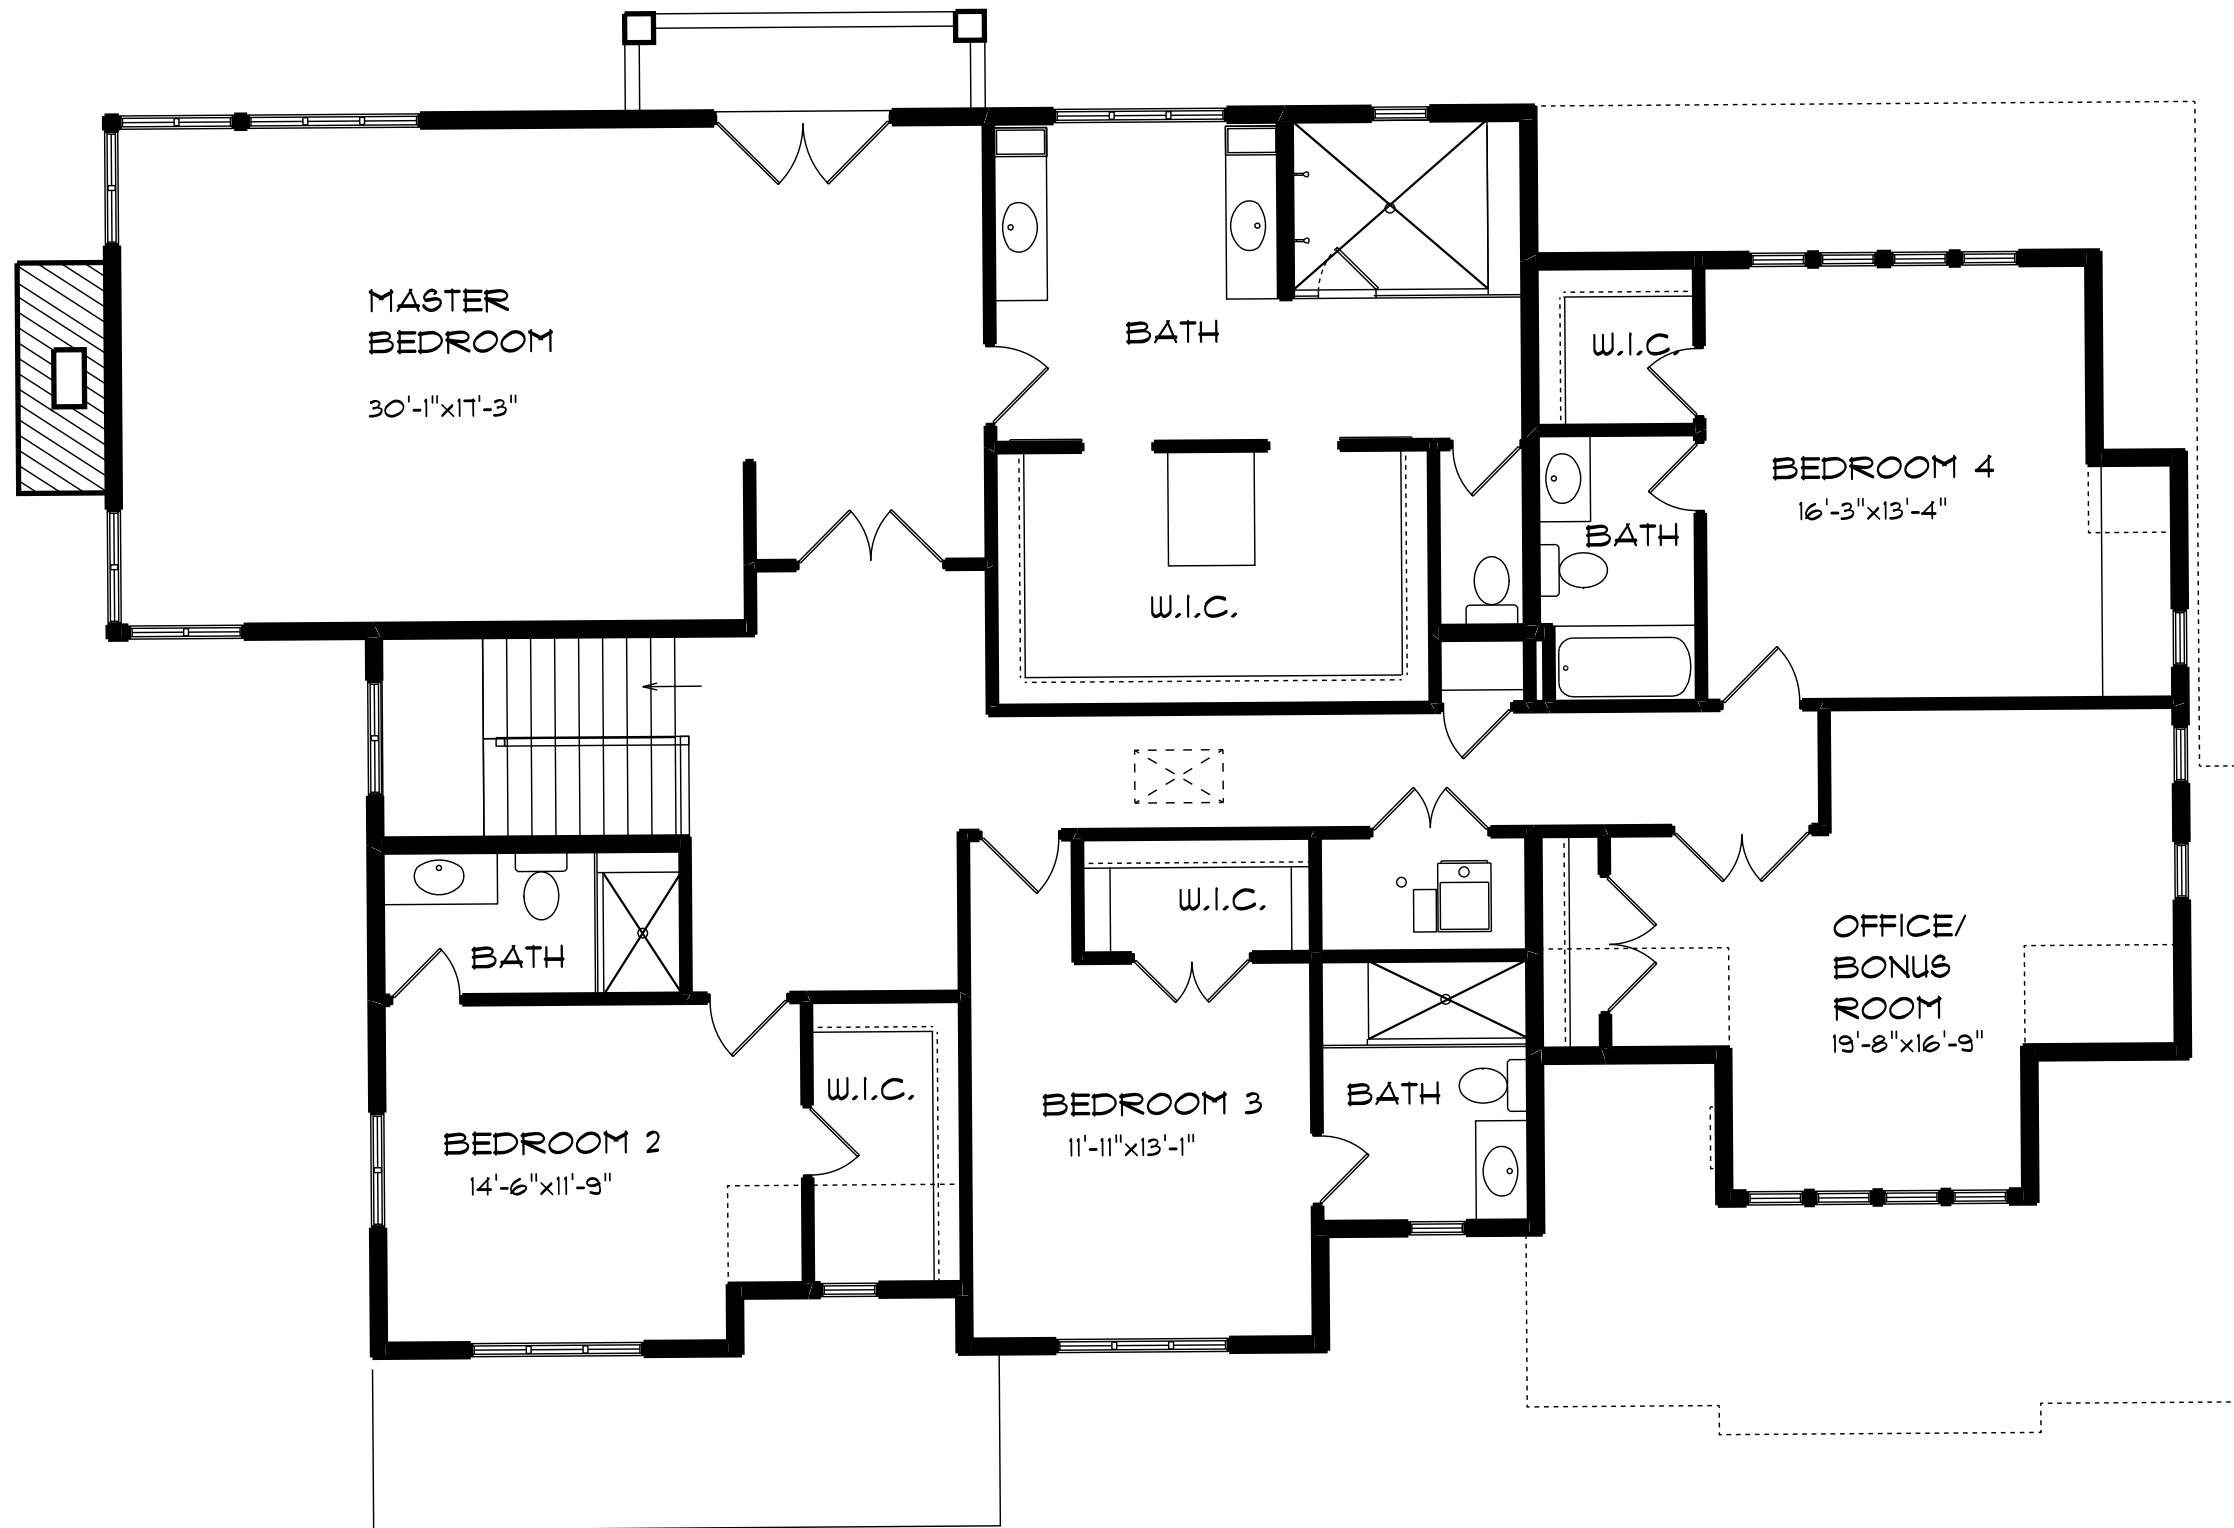 MASTER
BEDROOM
30'-1"x17'-3"
BATH
W.I.C.
W.I.C.
BEDROOM 4
16'-3"x13'-4"
BATH
W.I.C.
BATH
OFFICE/
BONUS
ROOM
19'-8"x16'-9"
W.I.C.
BEDROOM 2
14'-6"x11'-9"
W.I.C.
BEDROOM 3
11'-11"x13'-1"
BATH